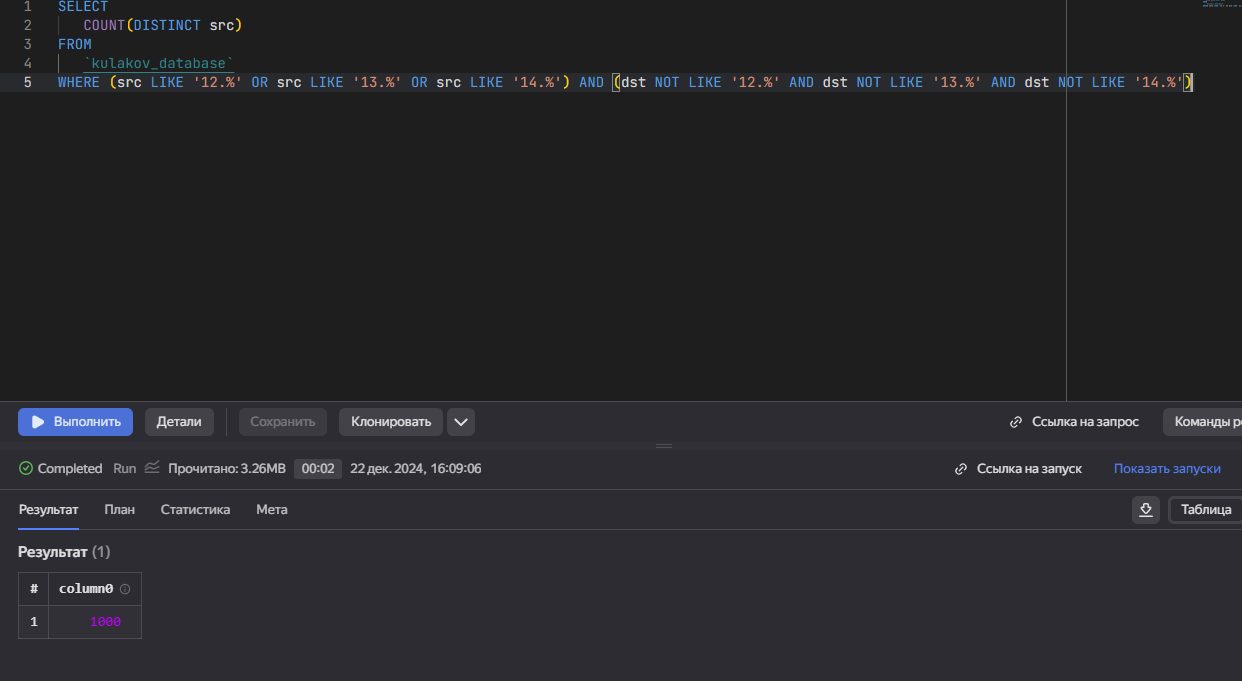 1 SELECT
2 COUNT(DISTINCT src)
3 FROM
4 `kulakov_database`
5 WHERE (src LIKE '12.%' OR src LIKE '13.%' OR src LIKE '14.%') AND (dst NOT LIKE '12.%' AND dst NOT LIKE '13.%' AND dst NOT LIKE '14.%')
Выполнить Детали Сохранить Клонировать Ссылка на запрос Команды р
Completed Run Прочитано: 3.26MB 00:02 22 дек. 2024, 16:09:06 Ссылка на запуск Показать запуски
Результат План Статистика Мета Таблица
Результат (1)
# column0
1 1000